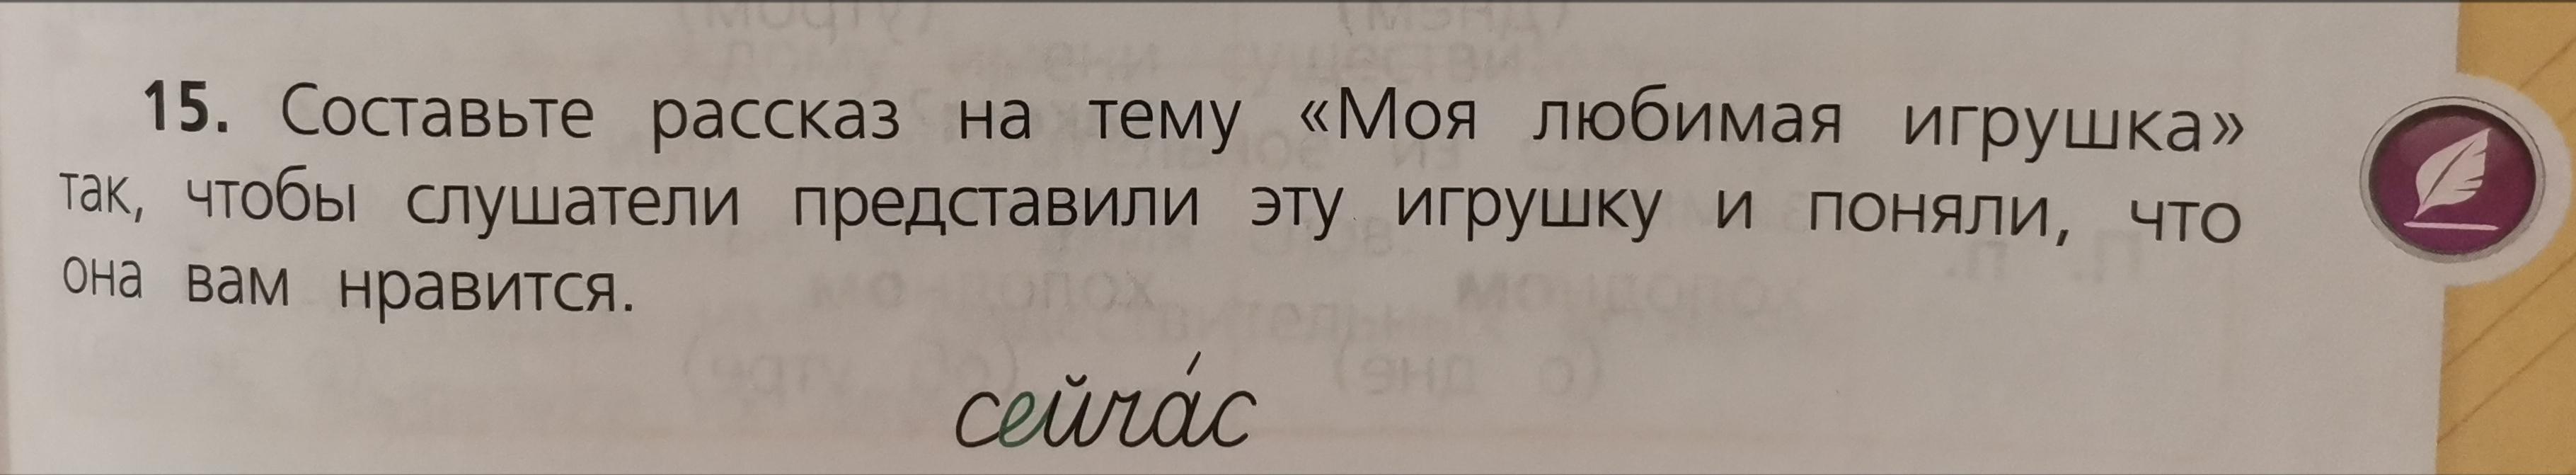 15. Составьте рассказ на тему «Моя любимая игрушка»
так, чтобы слушатели представили эту игрушку и поняли, что
она вам нравится.
сейча́с